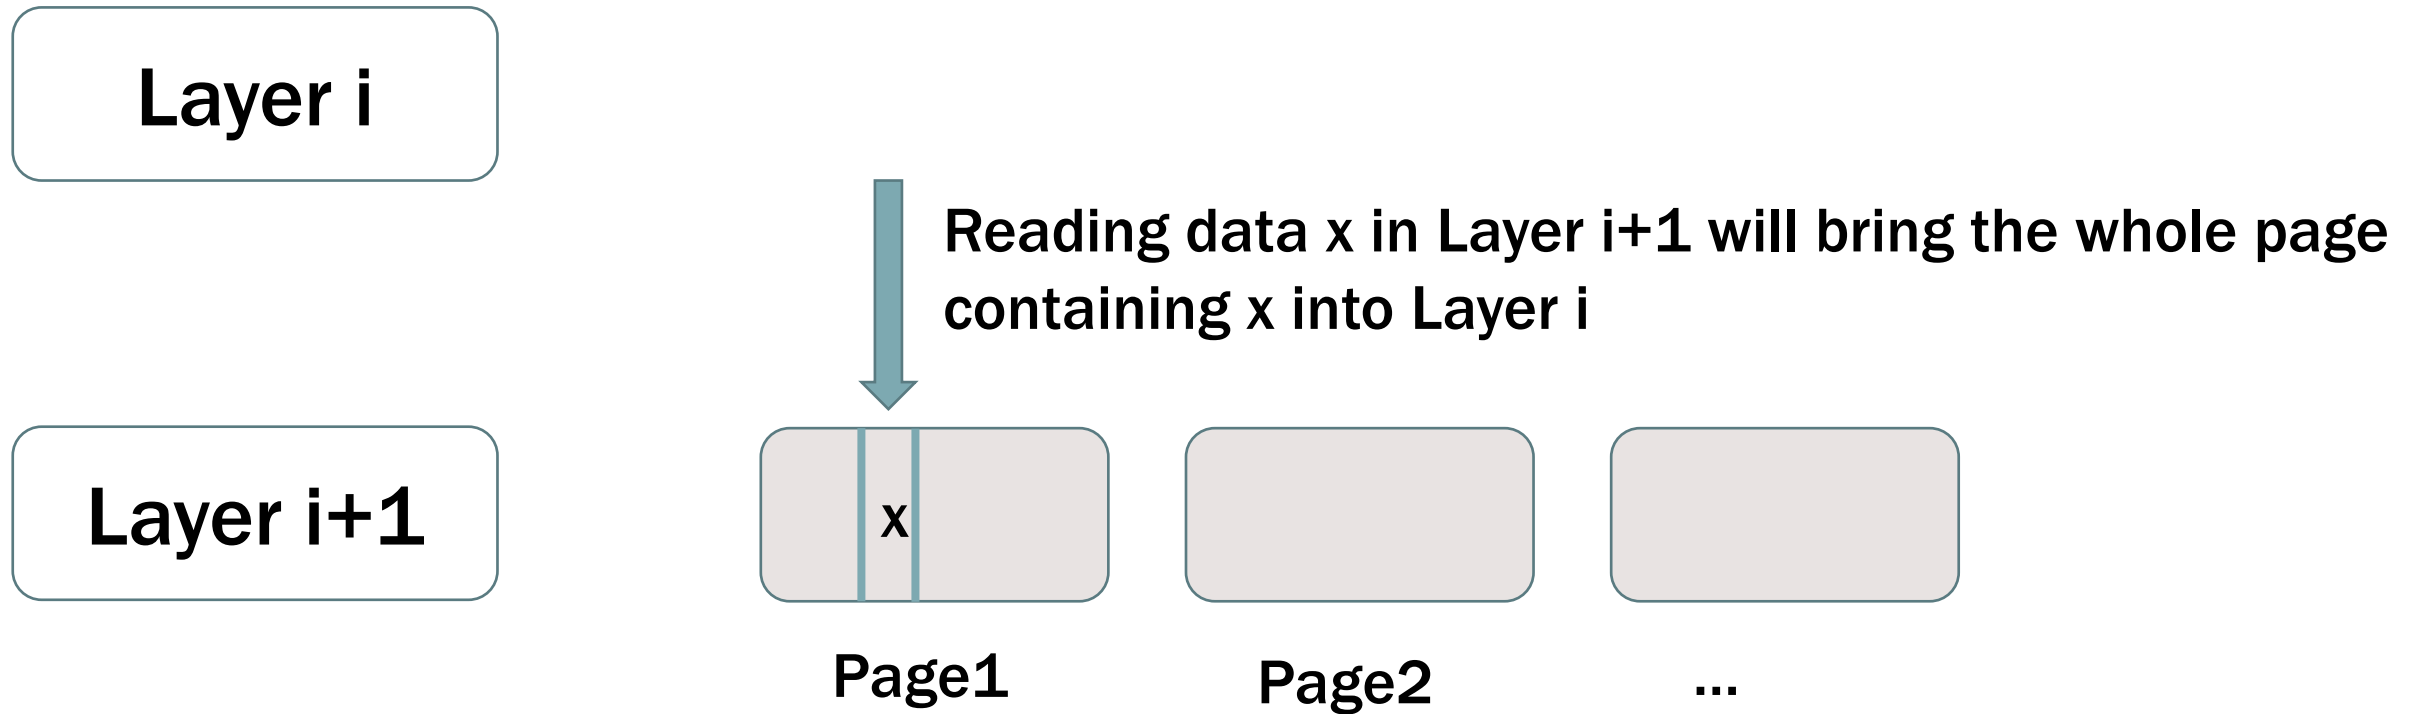 Layer i
Reading data x in Layer i+1 will bring the whole page
containing x into Layer i
Layer i+1
x
Page1
Page2
...